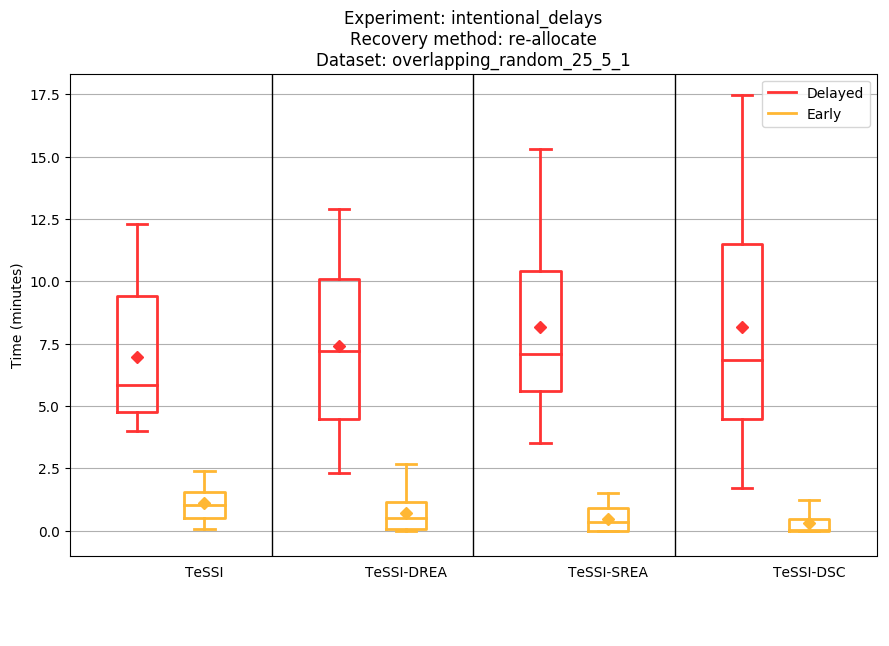 Experiment: intentional_delays
Recovery method: re-allocate
Dataset: overlapping_random_25_5_1
Delayed
Early
Time (minutes)
17.5
15.0
12.5
10.0
7.5
5.0
2.5
0.0
TeSSI
TeSSI-DREA
TeSSI-SREA
TeSSI-DSC